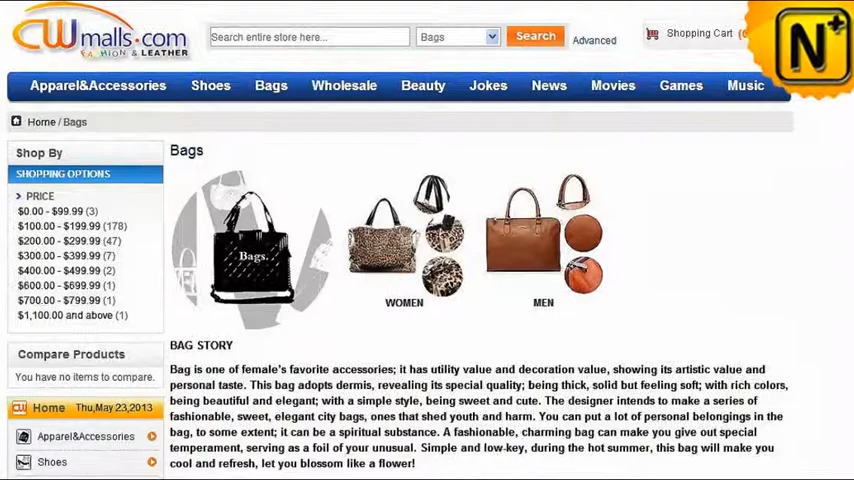 CWmalls.com
FASHION & LEATHER
Search entire store here...
Bags
Search
Advanced
Shopping Cart
N+
Apparel&Accessories Shoes Bags Wholesale Beauty Jokes News Movies Games Music
Home / Bags
Shop By
SHOPPING OPTIONS
PRICE
$0.00 - $99.99 (3)
$100.00 - $199.99 (178)
$200.00 - $299.99 (47)
$300.00 - $399.99 (7)
$400.00 - $499.99 (2)
$600.00 - $699.99 (1)
$700.00 - $799.99 (1)
$1,100.00 and above (1)
Compare Products
You have no items to compare.
CW Home Thu,May 23,2013
Apparel&Accessories
Shoes
Bags
Bags.
WOMEN
MEN
BAG STORY
Bag is one of female's favorite accessories; it has utility value and decoration value, showing its artistic value and
personal taste. This bag adopts dermis, revealing its special quality; being thick, solid but feeling soft; with rich colors,
being beautiful and elegant; with a simple style, being sweet and cute. The designer intends to make a series of
fashionable, sweet, elegant city bags, ones that shed youth and harm. You can put a lot of personal belongings in the
bag, to some extent; it can be a spiritual substance. A fashionable, charming bag can make you give out special
temperament, serving as a foil of your unusual. Simple and low-key, during the hot summer, this bag will make you
cool and refresh, let you blossom like a flower!